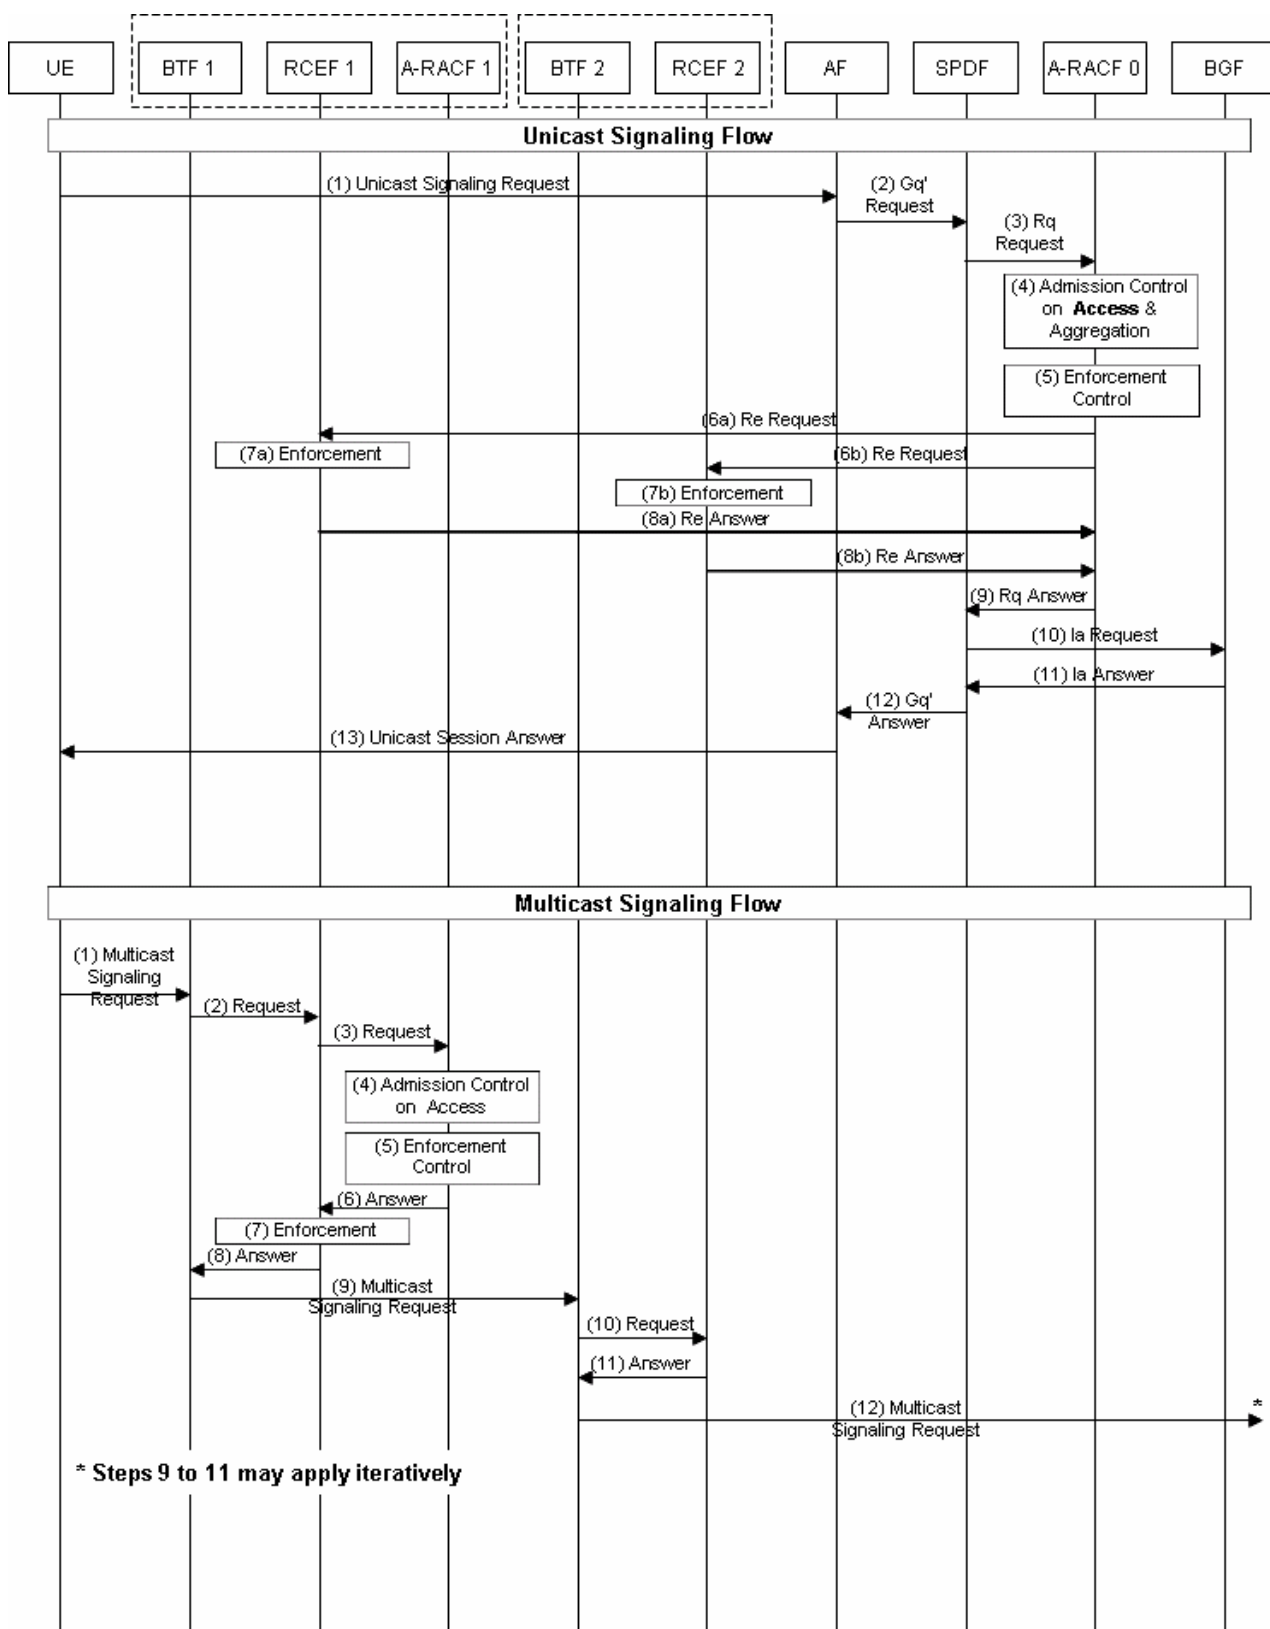 UE
BTF 1
RCEF 1
A-RACF 1
BTF 2
RCEF 2
AF
SPDF
A-RACF 0
BGF
Unicast Signaling Flow
(1) Unicast Signaling Request
(2) Gq'
Request
(3) Rq
Request
(4) Admission Control
on Access &
Aggregation
(5) Enforcement
Control
(6a) Re Request
(7a) Enforcement
(6b) Re Request
(7b) Enforcement
(8a) Re Answer
(8b) Re Answer
(9) Rq Answer
(10) Ia Request
(11) Ia Answer
(12) Gq'
Answer
(13) Unicast Session Answer
Multicast Signaling Flow
(1) Multicast
Signaling
Request
(2) Request
(3) Request
(4) Admission Control
on Access
(5) Enforcement
Control
(6) Answer
(7) Enforcement
(8) Answer
(9) Multicast
Signaling Request
(10) Request
(11) Answer
(12) Multicast
Signaling Request
*
* Steps 9 to 11 may apply iteratively